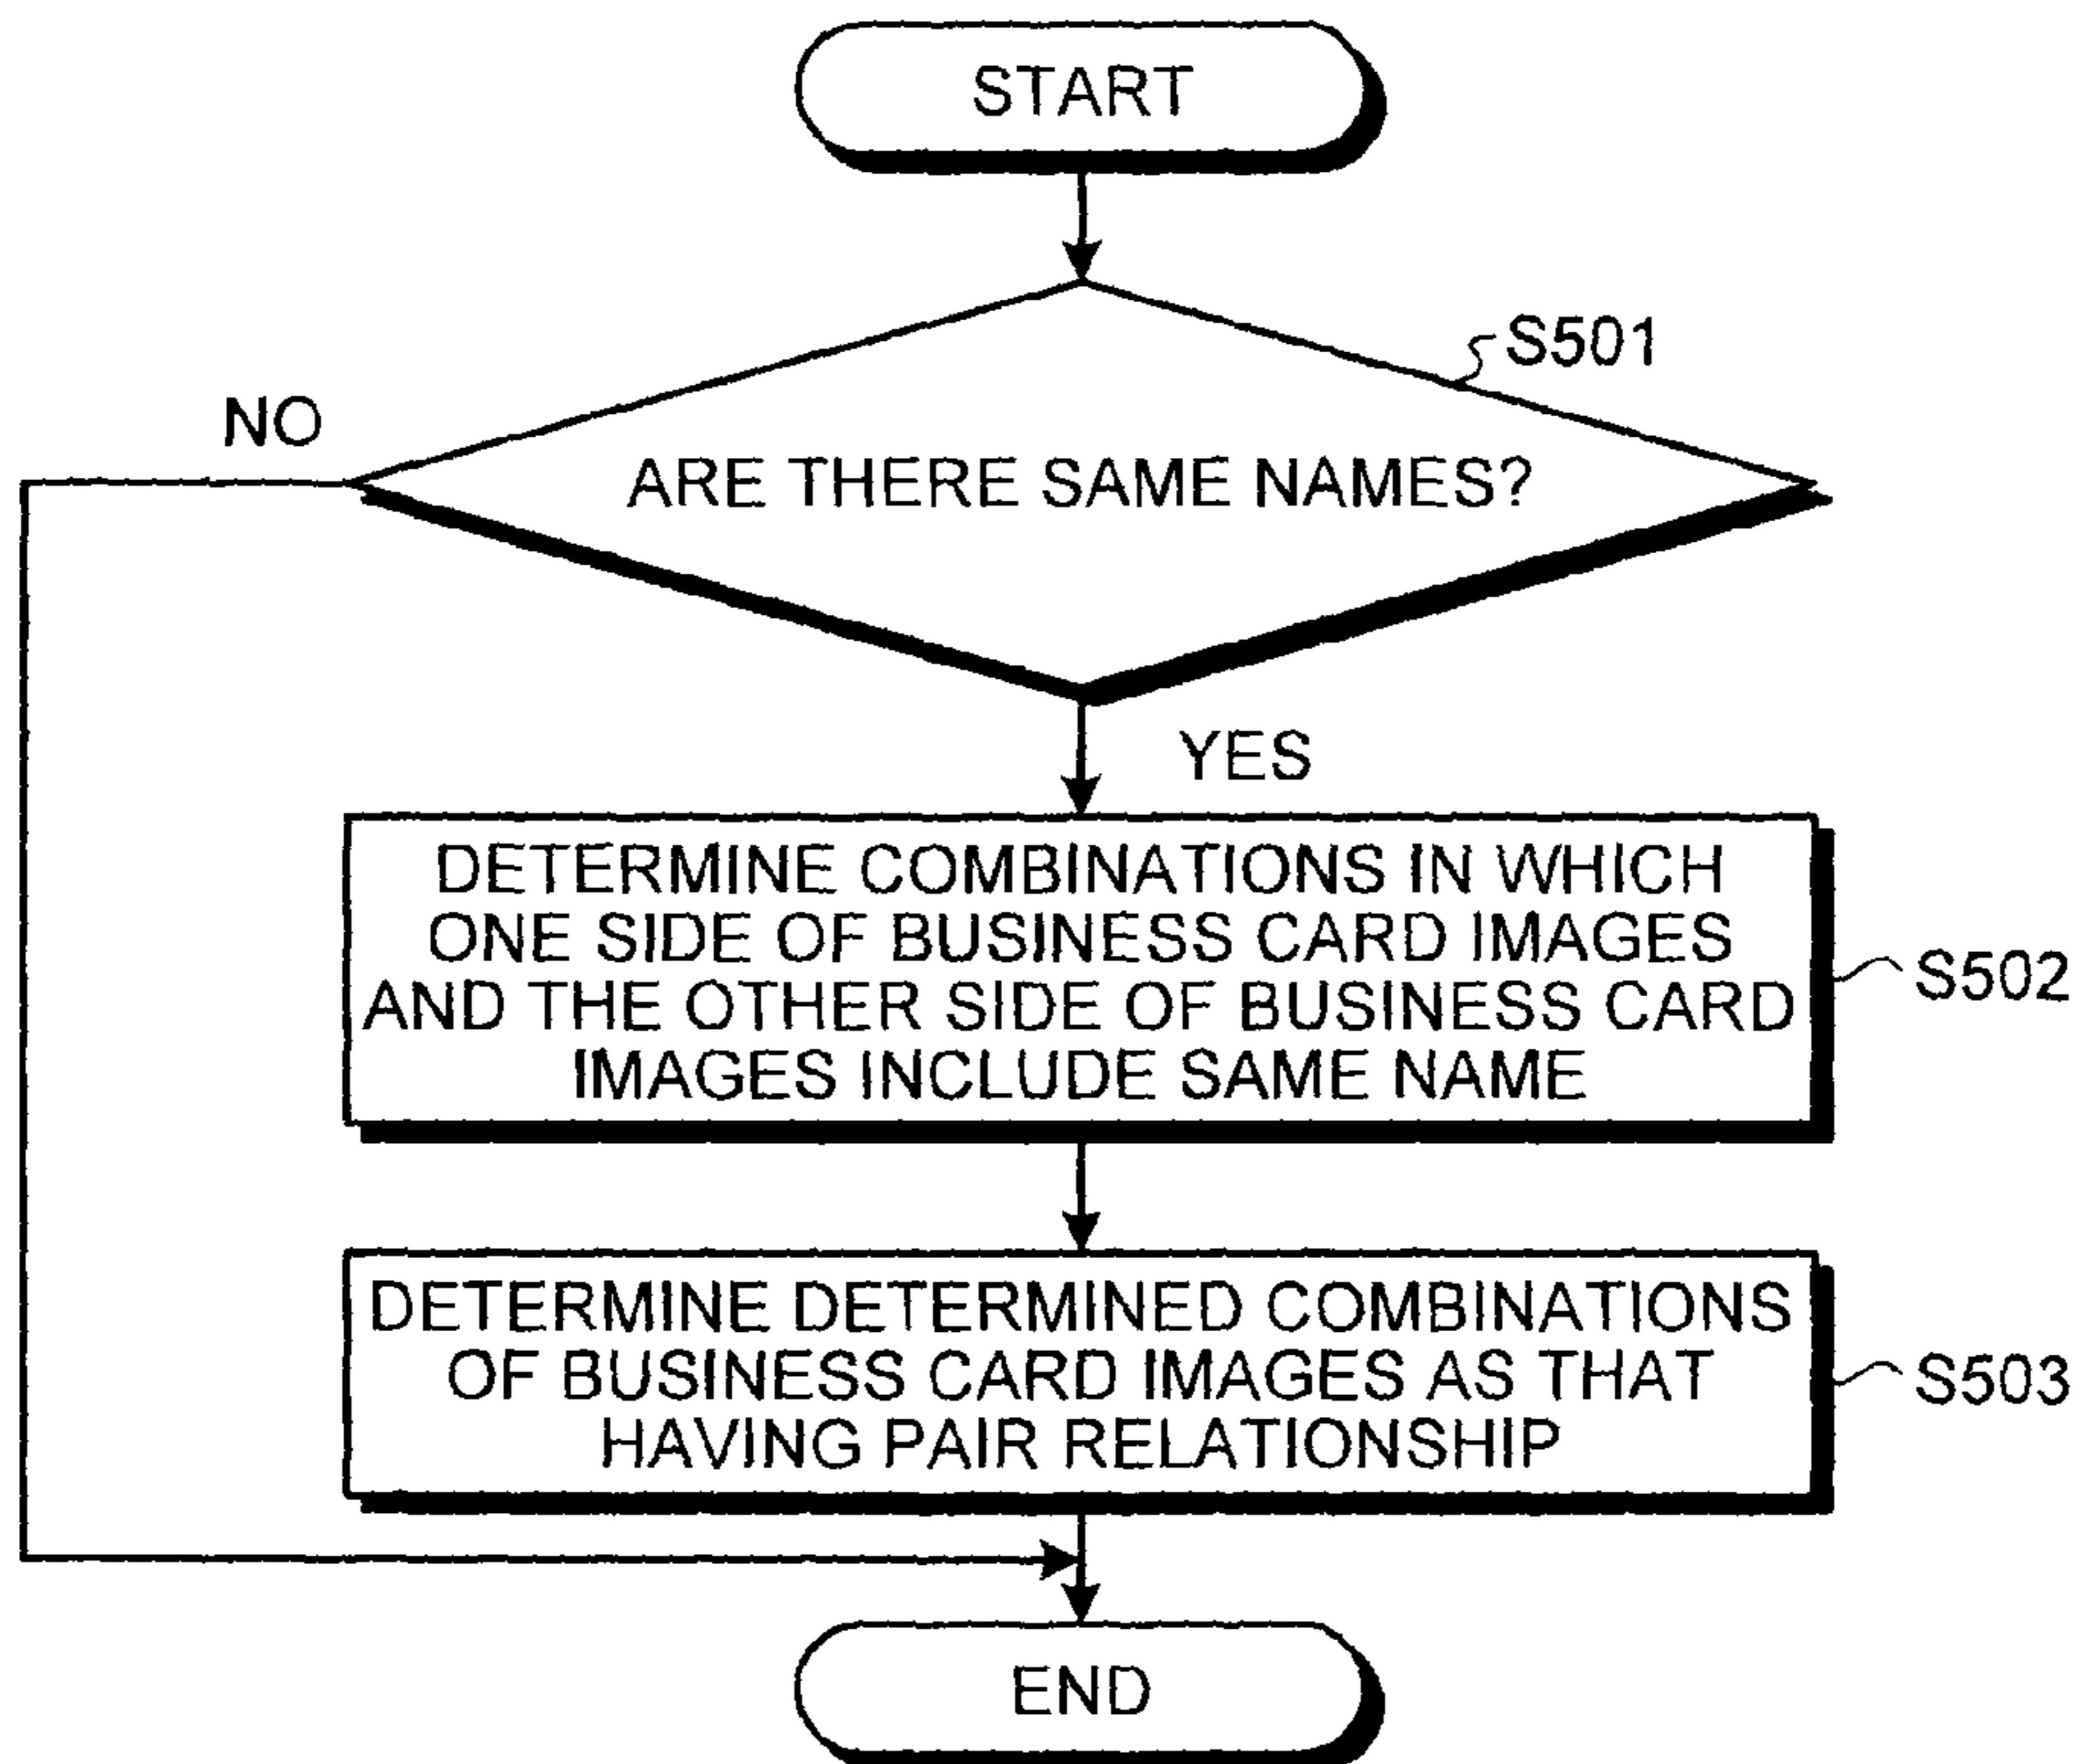 START
S501
NO
ARE THERE SAME NAMES?
YES
DETERMINE COMBINATIONS IN WHICH
ONE SIDE OF BUSINESS CARD IMAGES
AND THE OTHER SIDE OF BUSINESS CARD
IMAGES INCLUDE SAME NAME
S502
DETERMINE DETERMINED COMBINATIONS
OF BUSINESS CARD IMAGES AS THAT
HAVING PAIR RELATIONSHIP
S503
END